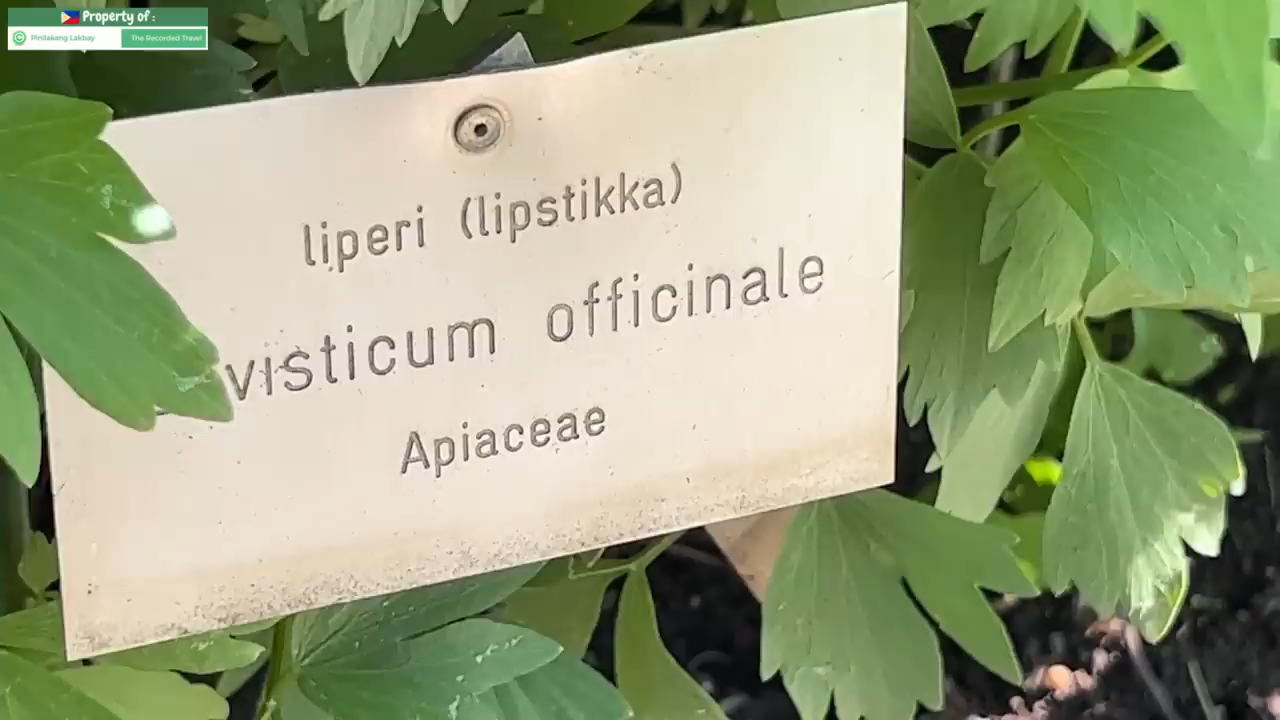 Property of :
© Pinilakang Lakbay
The Recorded Travel
liperi (lipstikka)
visticum officinale
Apiaceae